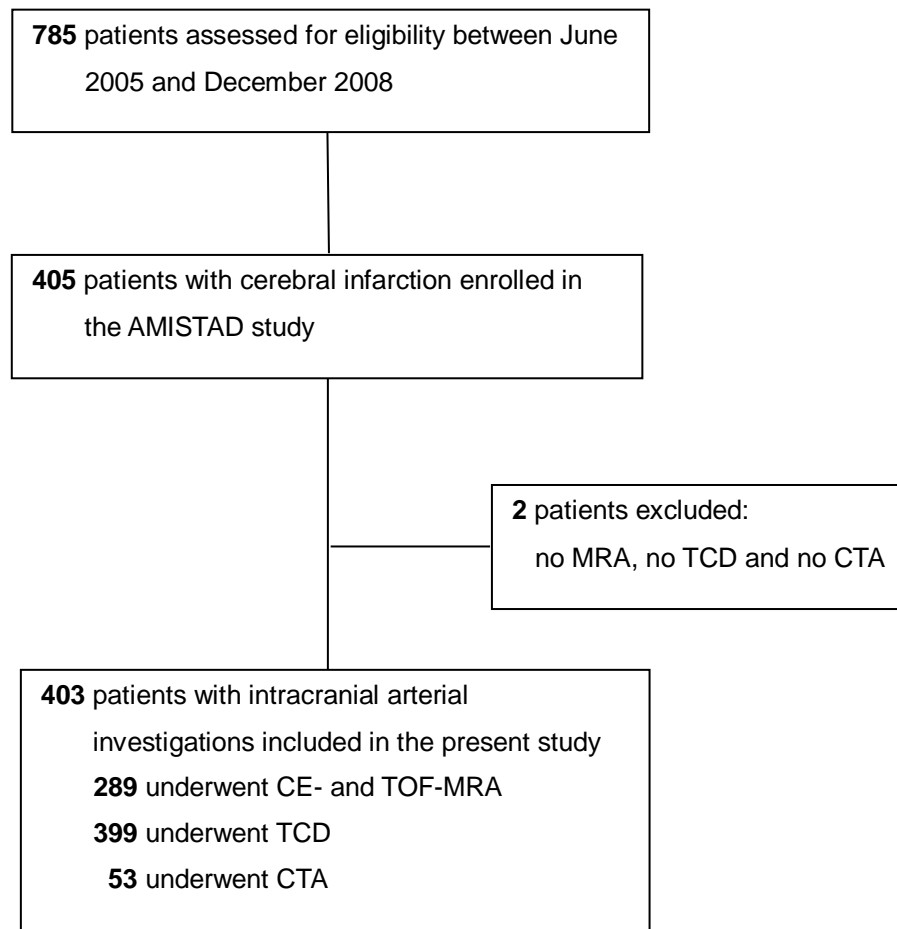 785 patients assessed for eligibility between June
2005 and December 2008
405 patients with cerebral infarction enrolled in
the AMISTAD study
2 patients excluded:
no MRA, no TCD and no CTA
403 patients with intracranial arterial
investigations included in the present study
289 underwent CE- and TOF-MRA
399 underwent TCD
53 underwent CTA